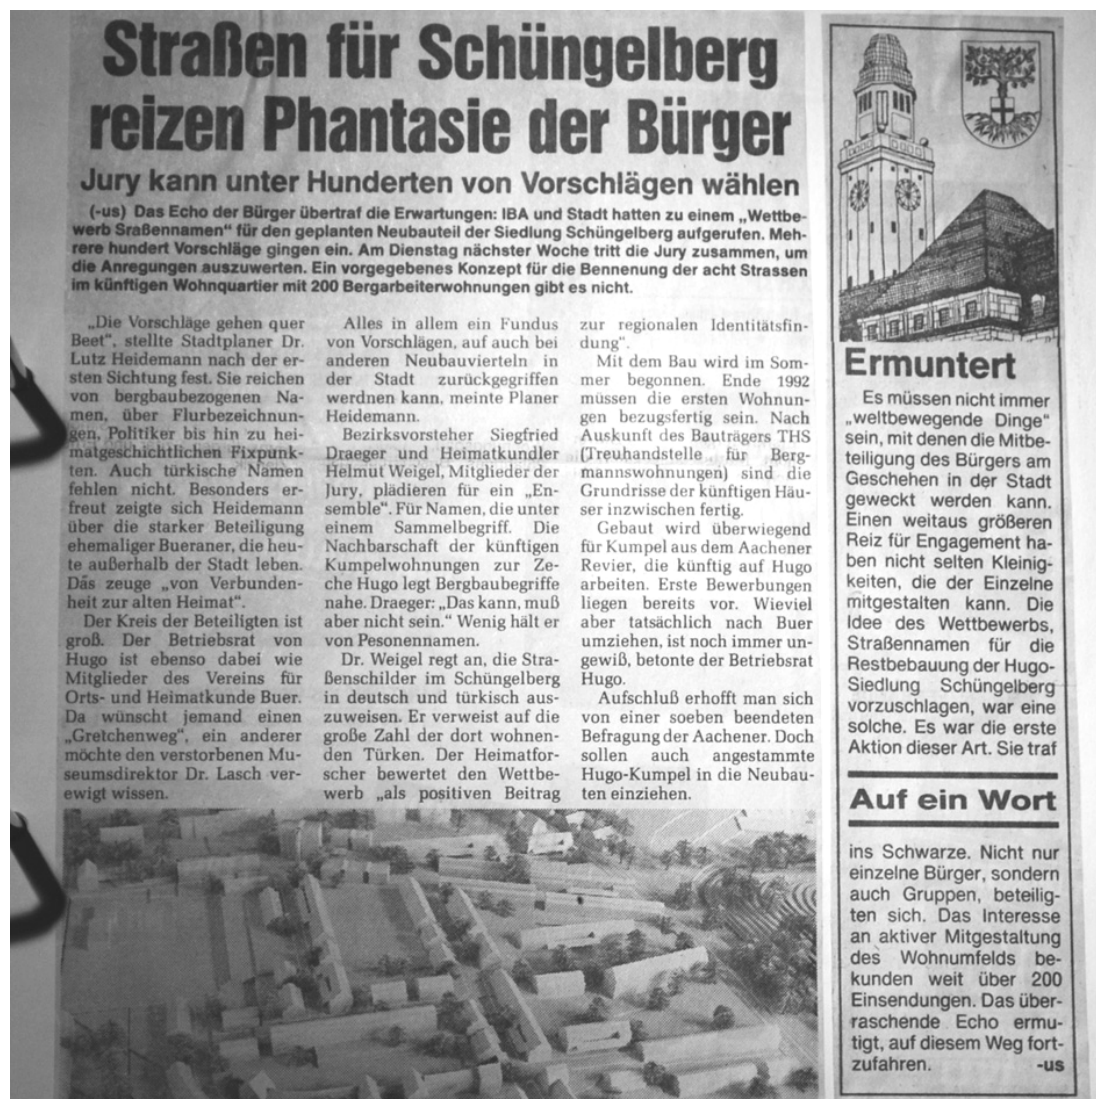 Straßen für Schüngelberg
reizen Phantasie der Bürger
Jury kann unter Hunderten von Vorschlägen wählen
(-us) Das Echo der Bürger übertraf die Erwartungen: IBA und Stadt hatten zu einem „Wettbe-
werb Sraßennamen“ für den geplanten Neubauteil der Siedlung Schüngelberg aufgerufen. Meh-
rere hundert Vorschläge gingen ein. Am Dienstag nächster Woche tritt die Jury zusammen, um
die Anregungen auszuwerten. Ein vorgegebenes Konzept für die Bennenung der acht Strassen
im künftigen Wohnquartier mit 200 Bergarbeiterwohnungen gibt es nicht.
„Die Vorschläge gehen quer
Beet“, stellte Stadtplaner Dr.
Lutz Heidemann nach der er-
sten Sichtung fest. Sie reichen
von bergbaubezogenen Na-
men, über Flurbezeichnun-
gen, Politiker bis hin zu hei-
matgeschichtlichen Fixpunk-
ten. Auch türkische Namen
fehlen nicht. Besonders er-
freut zeigte sich Heidemann
über die starker Beteiligung
ehemaliger Bueraner, die heu-
te außerhalb der Stadt leben.
Das zeuge „von Verbunden-
heit zur alten Heimat“.
Der Kreis der Beteiligten ist
groß. Der Betriebsrat von
Hugo ist ebenso dabei wie
Mitglieder des Vereins für
Orts- und Heimatkunde Buer.
Da wünscht jemand einen
„Gretchenweg“, ein anderer
möchte den verstorbenen Mu-
seumsdirektor Dr. Lasch ver-
ewigt wissen.
Alles in allem ein Fundus
von Vorschlägen, auf auch bei
anderen Neubauvierteln in
der Stadt zurückgegriffen
werdnen kann, meinte Planer
Heidemann.
Bezirksvorsteher Siegfried
Draeger und Heimatkundler
Helmut Weigel, Mitglieder der
Jury, plädieren für ein „En-
semble“. Für Namen, die unter
einem Sammelbegriff. Die
Nachbarschaft der künftigen
Kumpelwohnungen zur Ze-
che Hugo legt Bergbaubegriffe
nahe. Draeger: „Das kann, muß
aber nicht sein.“ Wenig hält er
von Pesonennamen.
Dr. Weigel regt an, die Stra-
ßenschilder im Schüngelberg
in deutsch und türkisch aus-
zuweisen. Er verweist auf die
große Zahl der dort wohnen-
den Türken. Der Heimatfor-
scher bewertet den Wettbe-
werb „als positiven Beitrag
zur regionalen Identitätsfin-
dung“.
Mit dem Bau wird im Som-
mer begonnen. Ende 1992
müssen die ersten Wohnun-
gen bezugsfertig sein. Nach
Auskunft des Bauträgers THS
(Treuhandstelle für Berg-
mannswohnungen) sind die
Grundrisse der künftigen Häu-
ser inzwischen fertig.
Gebaut wird überwiegend
für Kumpel aus dem Aachener
Revier, die künftig auf Hugo
arbeiten. Erste Bewerbungen
liegen bereits vor. Wieviel
aber tatsächlich nach Buer
umziehen, ist noch immer un-
gewiß, betonte der Betriebsrat
Hugo.
Aufschluß erhofft man sich
von einer soeben beendeten
Befragung der Aachener. Doch
sollen auch angestammte
Hugo-Kumpel in die Neubau-
ten einziehen.
Ermuntert
Es müssen nicht immer
„weltbewegende Dinge“
sein, mit denen die Mitbe-
teiligung des Bürgers am
Geschehen in der Stadt
geweckt werden kann.
Einen weitaus größeren
Reiz für Engagement ha-
ben nicht selten Kleinig-
keiten, die der Einzelne
mitgestalten kann. Die
Idee des Wettbewerbs,
Straßennamen für die
Restbebauung der Hugo-
Siedlung Schüngelberg
vorzuschlagen, war eine
solche. Es war die erste
Aktion dieser Art. Sie traf
Auf ein Wort
ins Schwarze. Nicht nur
einzelne Bürger, sondern
auch Gruppen, beteilig-
ten sich. Das Interesse
an aktiver Mitgestaltung
des Wohnumfelds be-
kunden weit über 200
Einsendungen. Das über-
raschende Echo ermu-
tigt, auf diesem Weg fort-
zufahren. -us